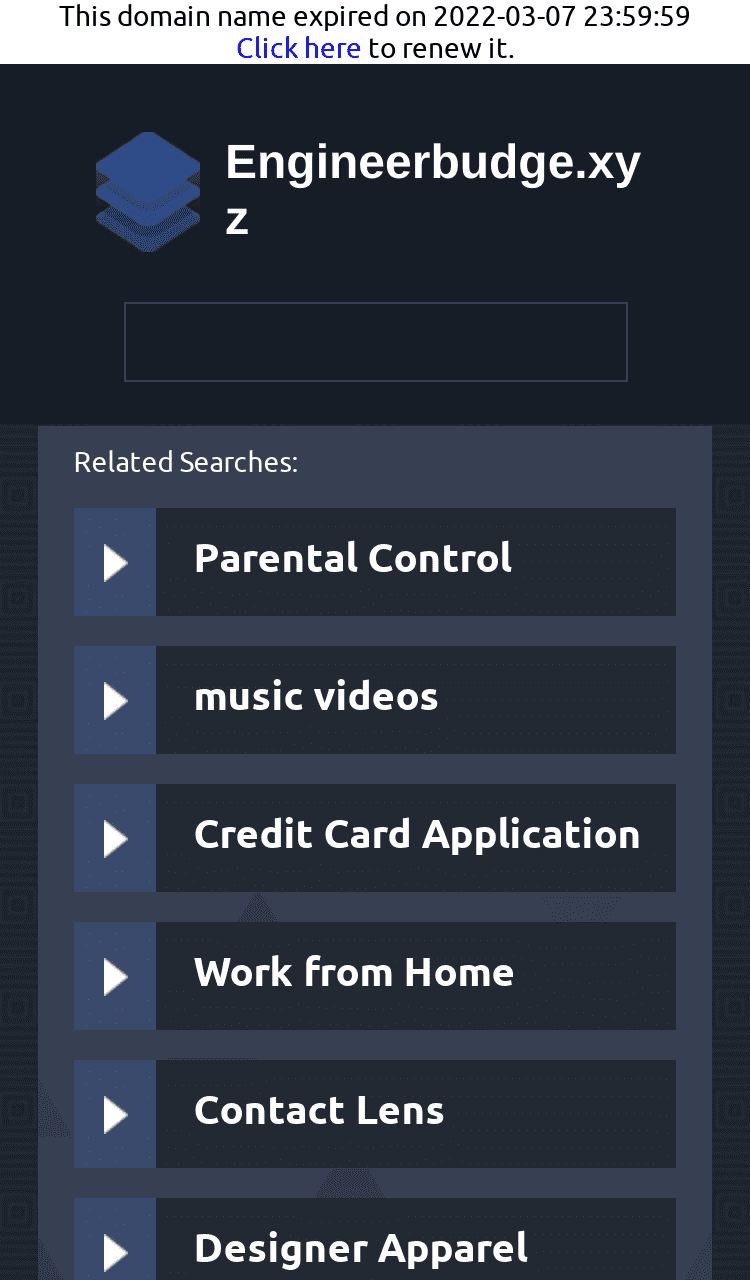 This domain name expired on 2022-03-07 23:59:59
Click here to renew it.
Engineerbudge.xy
z
Related Searches:
Parental Control
music videos
Credit Card Application
Work from Home
Contact Lens
Designer Apparel